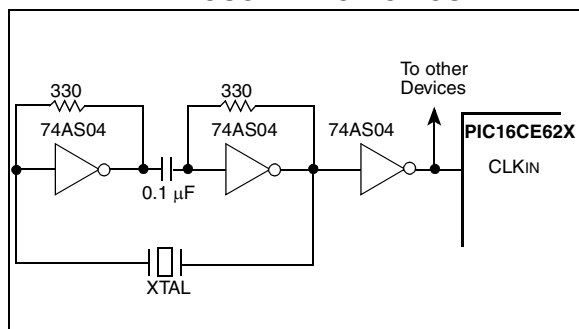 330
330
To other
Devices
74AS04
74AS04
74AS04
PIC16CE62X
CLKIN
0.1 μF
XTAL